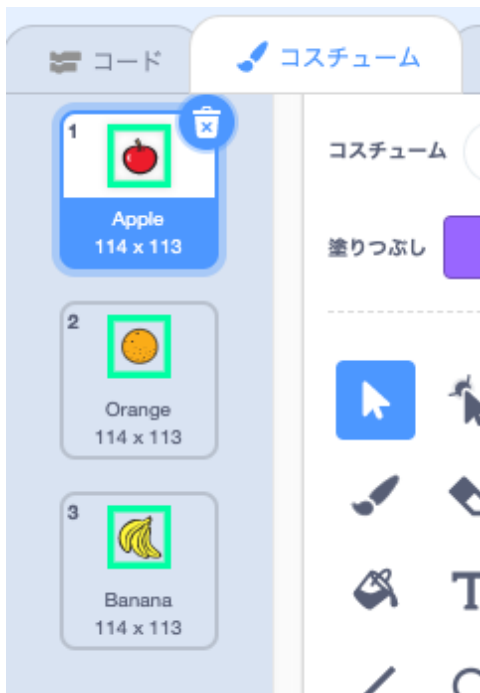 コード
コスチューム
1
Apple
114 x 113
2
Orange
114 x 113
3
Banana
114 x 113
コスチューム
塗りつぶし
T